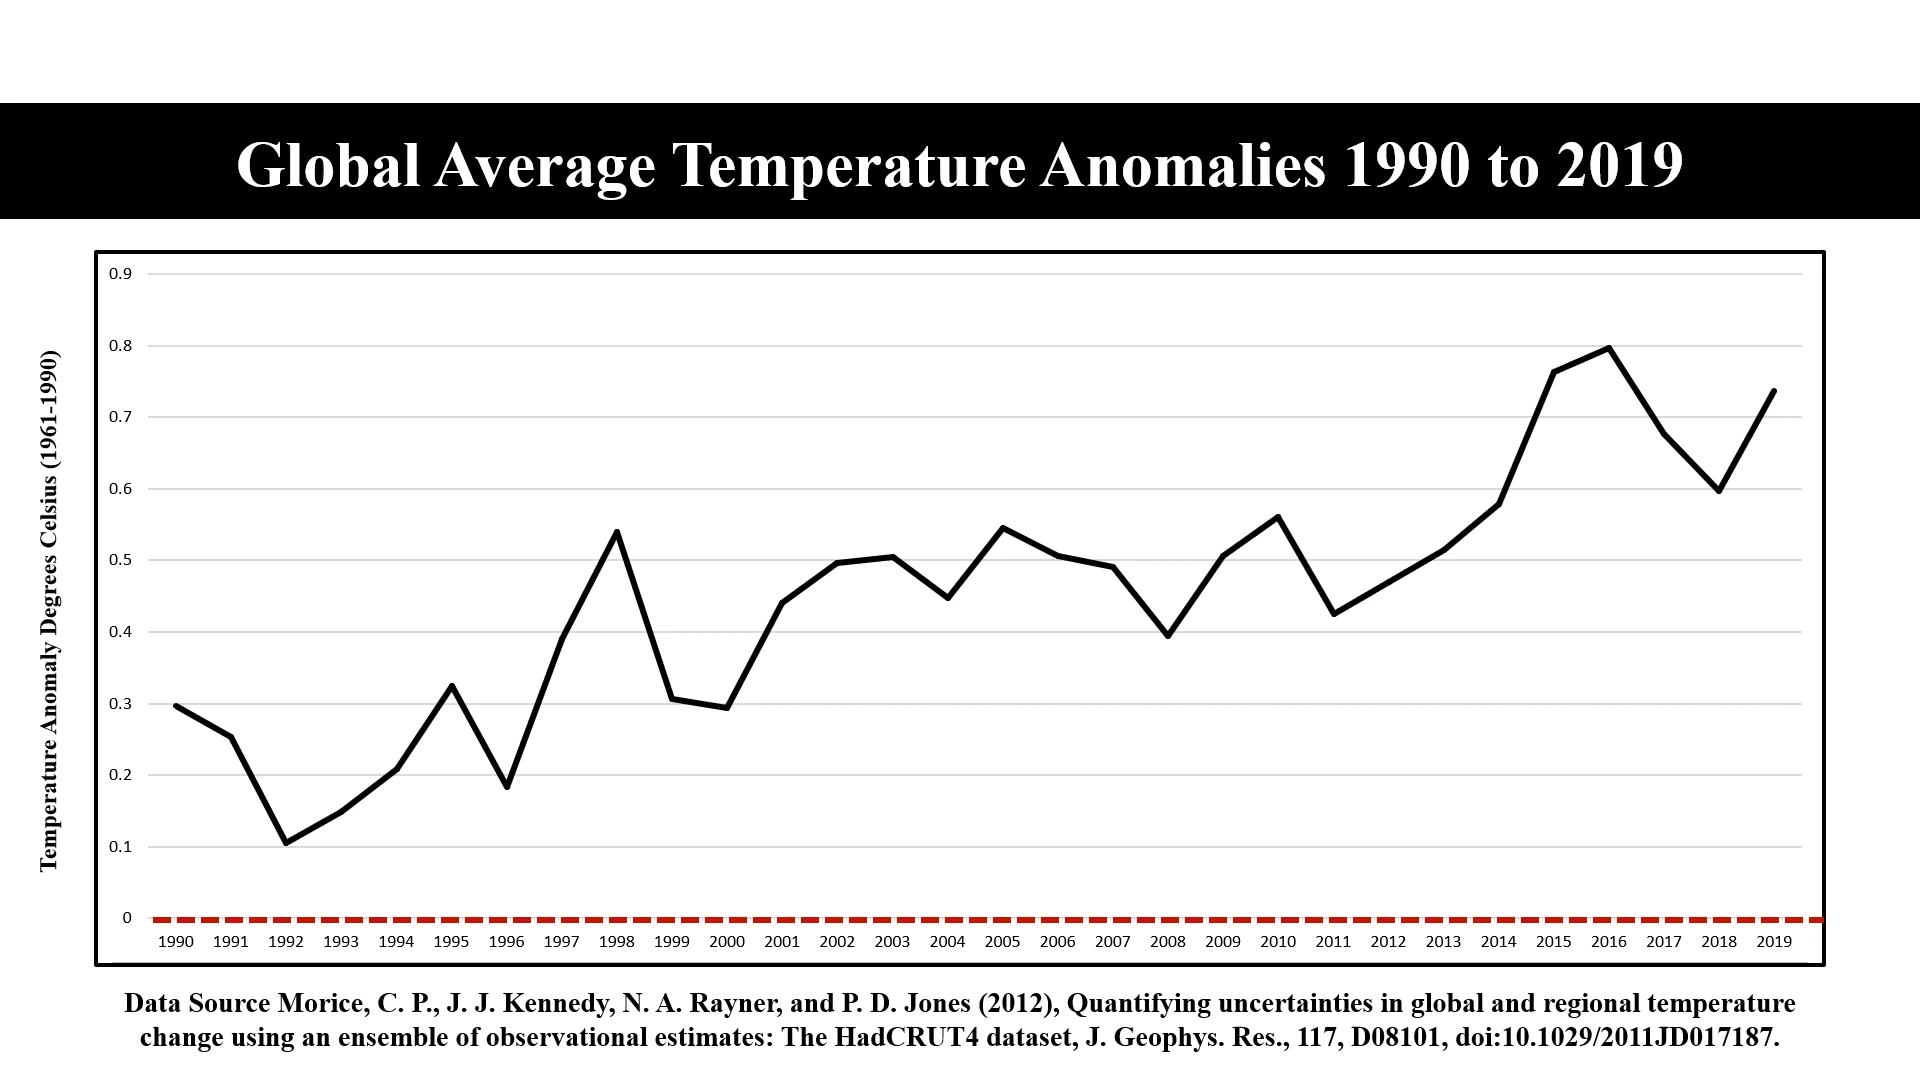 Global Average Temperature Anomalies 1990 to 2019
Temperature Anomaly Degrees Celsius (1961-1990)
0.9
0.8
0.7
0.6
0.5
0.4
0.3
0.2
0.1
0
1990 1991 1992 1993 1994 1995 1996 1997 1998 1999 2000 2001 2002 2003 2004 2005 2006 2007 2008 2009 2010 2011 2012 2013 2014 2015 2016 2017 2018 2019
Data Source Morice, C. P., J. J. Kennedy, N. A. Rayner, and P. D. Jones (2012), Quantifying uncertainties in global and regional temperature
change using an ensemble of observational estimates: The HadCRUT4 dataset, J. Geophys. Res., 117, D08101, doi:10.1029/2011JD017187.